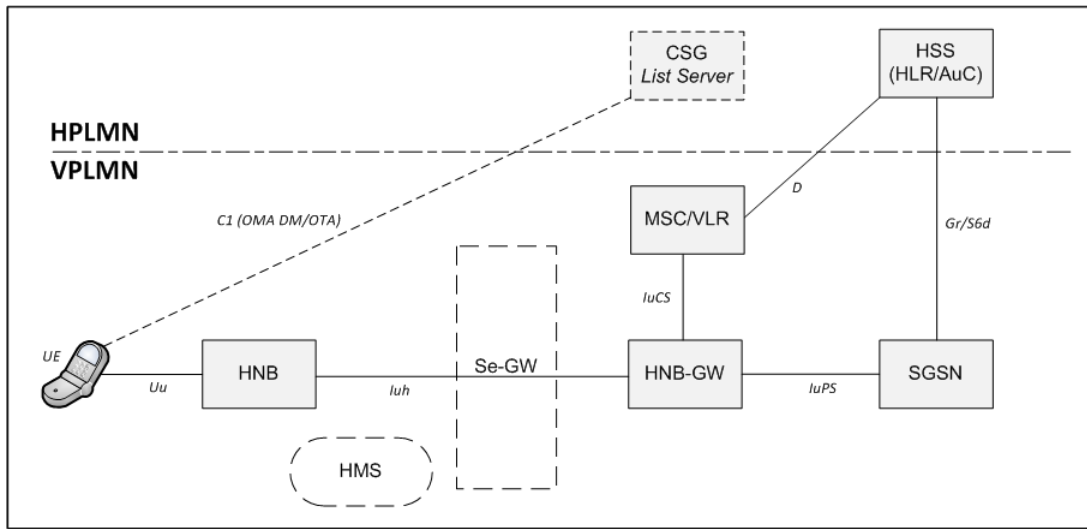 CSG
List Server
HSS
(HLR/AuC)
HPLMN
VPLMN
C1 (OMA DM/OTA)
D
MSC/VLR
Gr/S6d
IuCS
UE
Uu
HNB
Iuh
Se-GW
HNB-GW
IuPS
SGSN
HMS